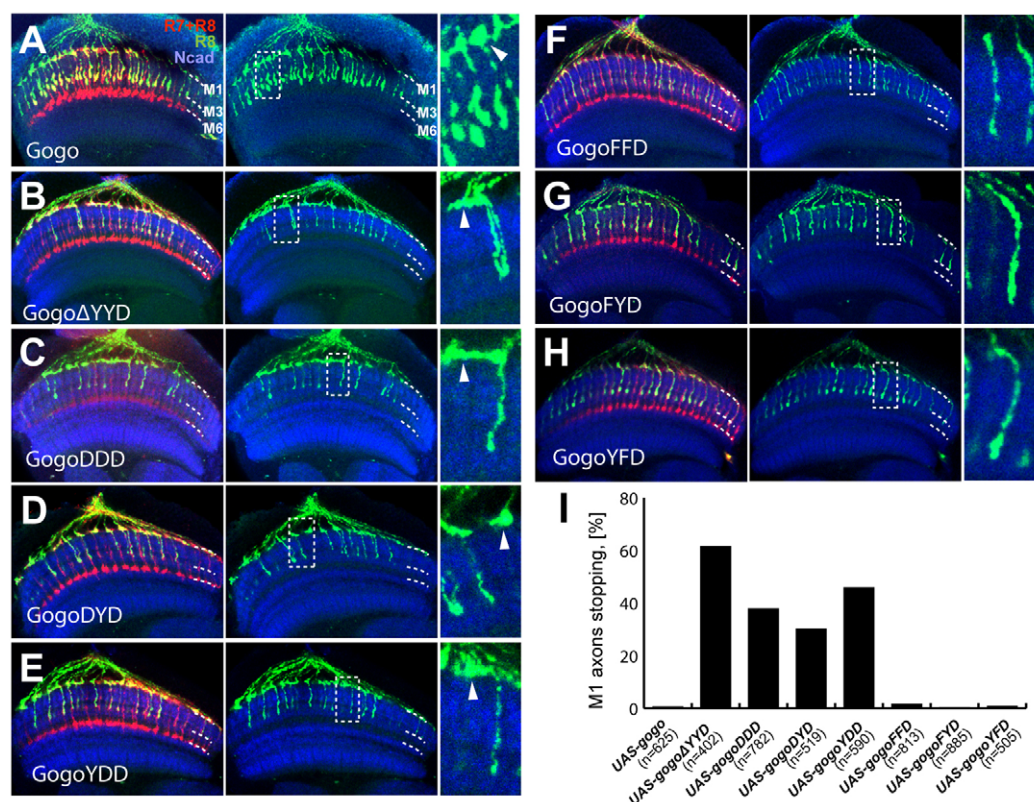 A
R7+R8
R8
Ncad
M1
M3
M6
M1
M3
M6
Gogo
B
GogoΔYYD
C
GogoDDD
D
GogoDYD
E
GogoYDD
F
GogoFFD
G
GogoFYD
H
GogoYFD
I
M1 axons stopping, [%]
80
60
40
20
0
UAS-gogo
(n=625)
UAS-gogoΔYYD
(n=402)
UAS-gogoDDD
(n=782)
UAS-gogoDYD
(n=519)
UAS-gogoYDD
(n=590)
UAS-gogoFFD
(n=813)
UAS-gogoFYD
(n=885)
UAS-gogoYFD
(n=505)